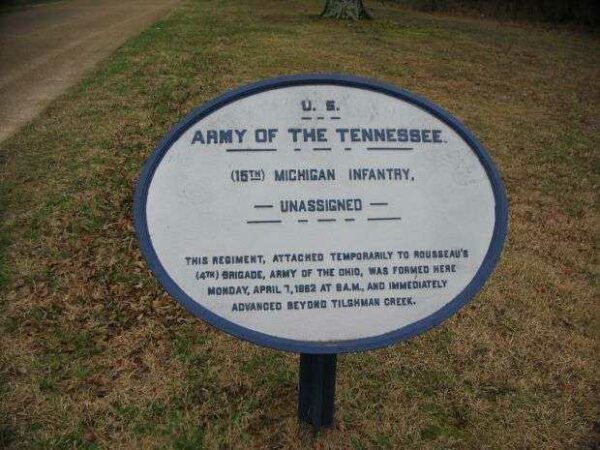 U. S.
ARMY OF THE TENNESSEE.
(15TH) MICHIGAN INFANTRY,
— UNASSIGNED —
THIS REGIMENT, ATTACHED TEMPORARILY TO ROUSSEAU'S
(4TH) BRIGADE, ARMY OF THE OHIO, WAS FORMED HERE
MONDAY, APRIL 7, 1862 AT 8 A.M., AND IMMEDIATELY
ADVANCED BEYOND TILGHMAN CREEK.